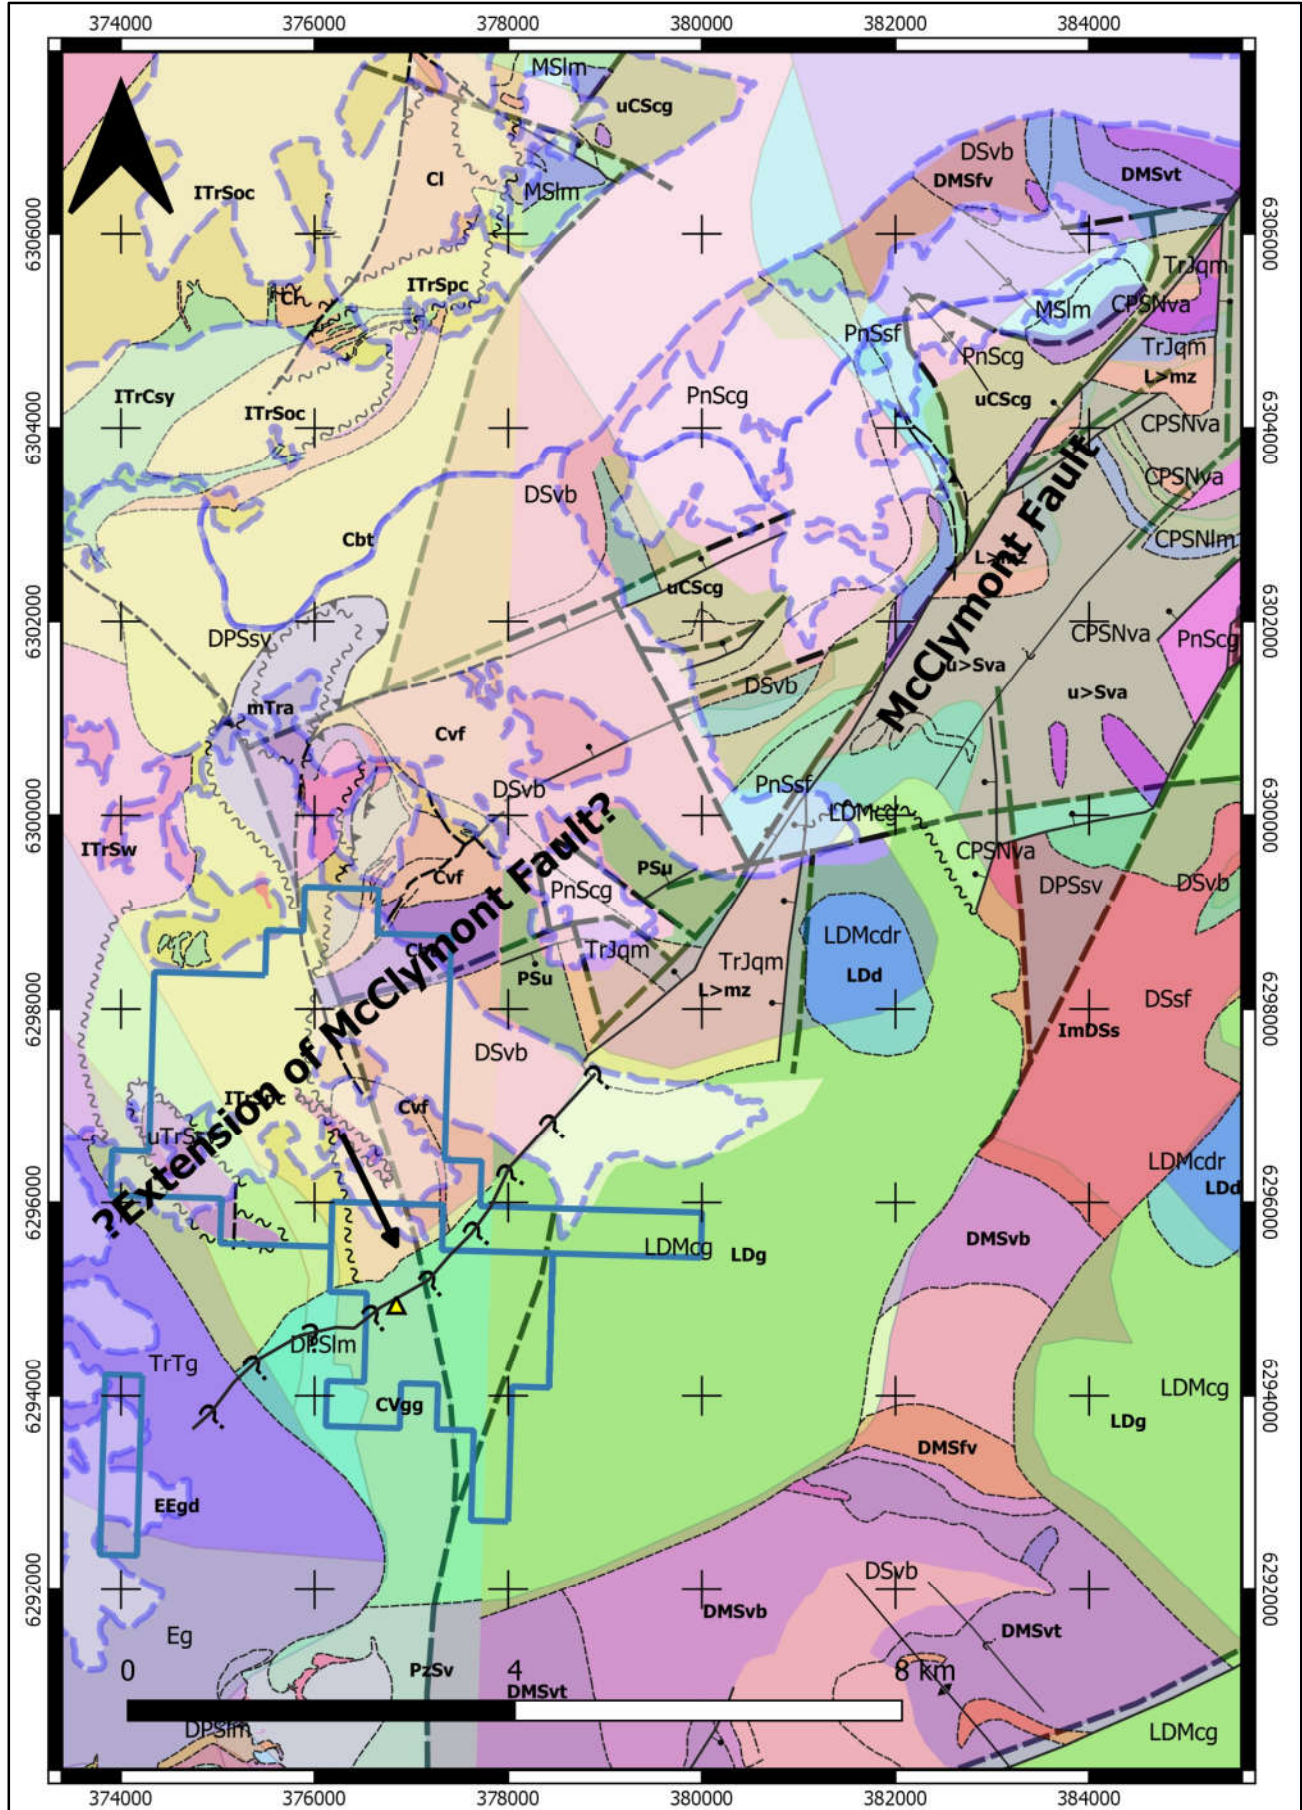 374000 376000 378000 380000 382000 384000
MSlm
uCScg
DSvb
DMSfv
DMSvt
Cl
ITrSoc
MSlm
6306000 6306000
TrJqm
ITrSpc
CPSNva
MSlm
PnSsf
TrJqm
PnScg
L>mz
PnScg
uCScg
ITrCsy
ITrSoc
CPSNva
6304000 6304000
CPSNva
DSvb
McClymont Fault
Cbt
CPSNlm
uCScg
6302000 6302000
DPSsy
CPSNva
PnScg
u>Sva
u>Sva
DSvb
mTra
Cvf
PnSsf
DSvb
LDMcg
6300000 6300000
ITrSw
CPSNva
PSu
Cvf
DPSsv
DSvb
PnScg
?Extension of McClymont Fault?
LDMcdr
TrJqm
TrJqm
PSu
LDd
L>mz
6298000 6298000
DSsf
ImDSs
DSvb
Cvf
LDMcdr
LDd
6296000 6296000
DMSvb
LDMcg
LDg
?
?
?
?
?
?
?
?
?
DPSlm
TrTg
6294000 6294000
CVgg
LDMcg
LDg
DMSfv
EEgd
6292000 6292000
DSvb
DMSvb
DMSvt
Eg
PzSv
0 4 8 km
DMSvt
DPSlm
LDMcg
374000 376000 378000 380000 382000 384000